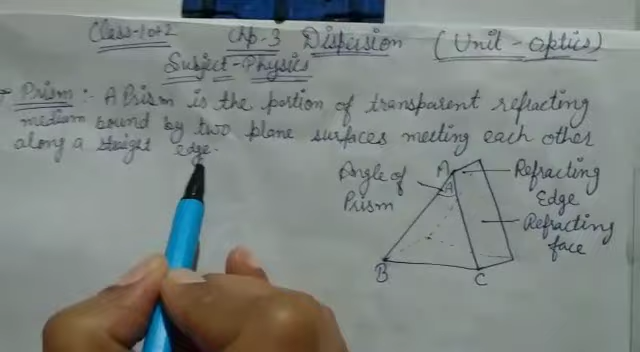 Class-10+2 Chp-3 Dispersion (Unit-optics)
Subject-Physics
Prism:- A Prism is the portion of transparent refracting
medium bound by two plane surfaces meeting each other
along a straight edge.
Angle of
Prism
A
A
Refracting
Edge
Refracting
face
B
C